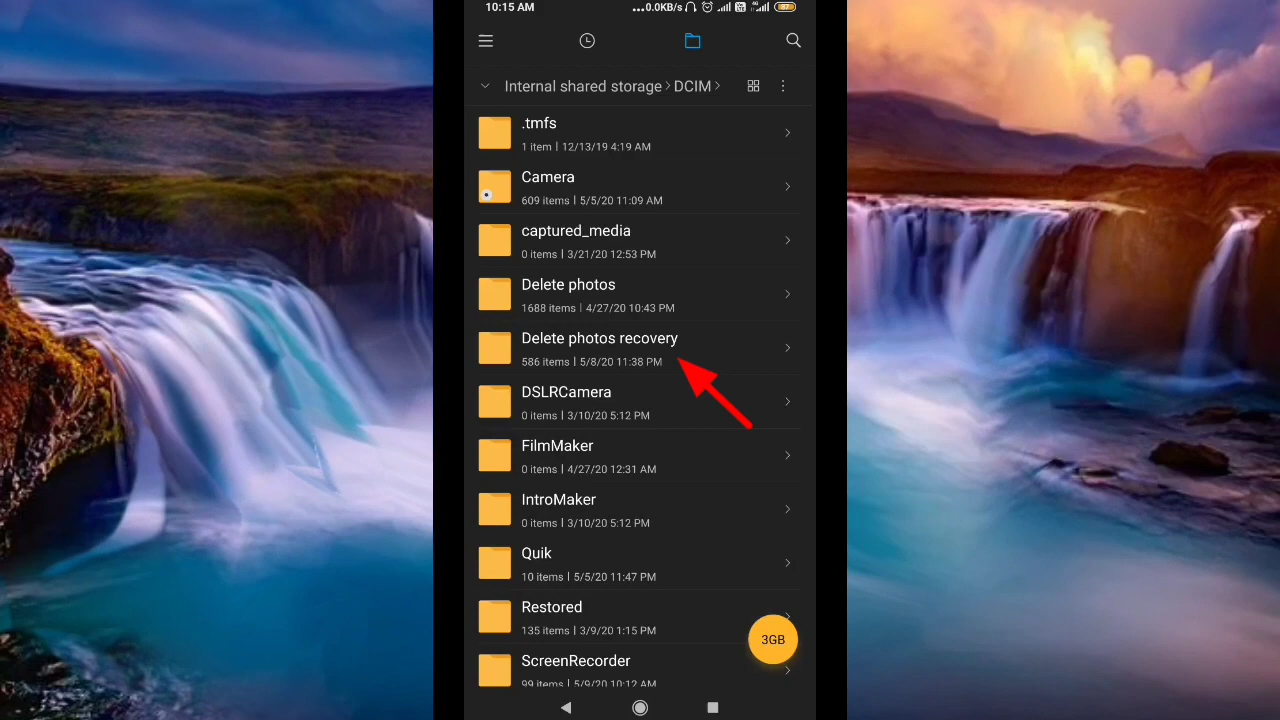 10:15 AM
...0.0KB/s
87
Internal shared storage > DCIM >
.tmfs
1 item | 12/13/19 4:19 AM
Camera
609 items | 5/5/20 11:09 AM
captured_media
0 items | 3/21/20 12:53 PM
Delete photos
1688 items | 4/27/20 10:43 PM
Delete photos recovery
586 items | 5/8/20 11:38 PM
DSLRCamera
0 items | 3/10/20 5:12 PM
FilmMaker
0 items | 4/27/20 12:31 AM
IntroMaker
0 items | 3/10/20 5:12 PM
Quik
10 items | 5/5/20 11:47 PM
Restored
135 items | 3/9/20 1:15 PM
3GB
ScreenRecorder
99 items | 5/9/20 10:12 AM